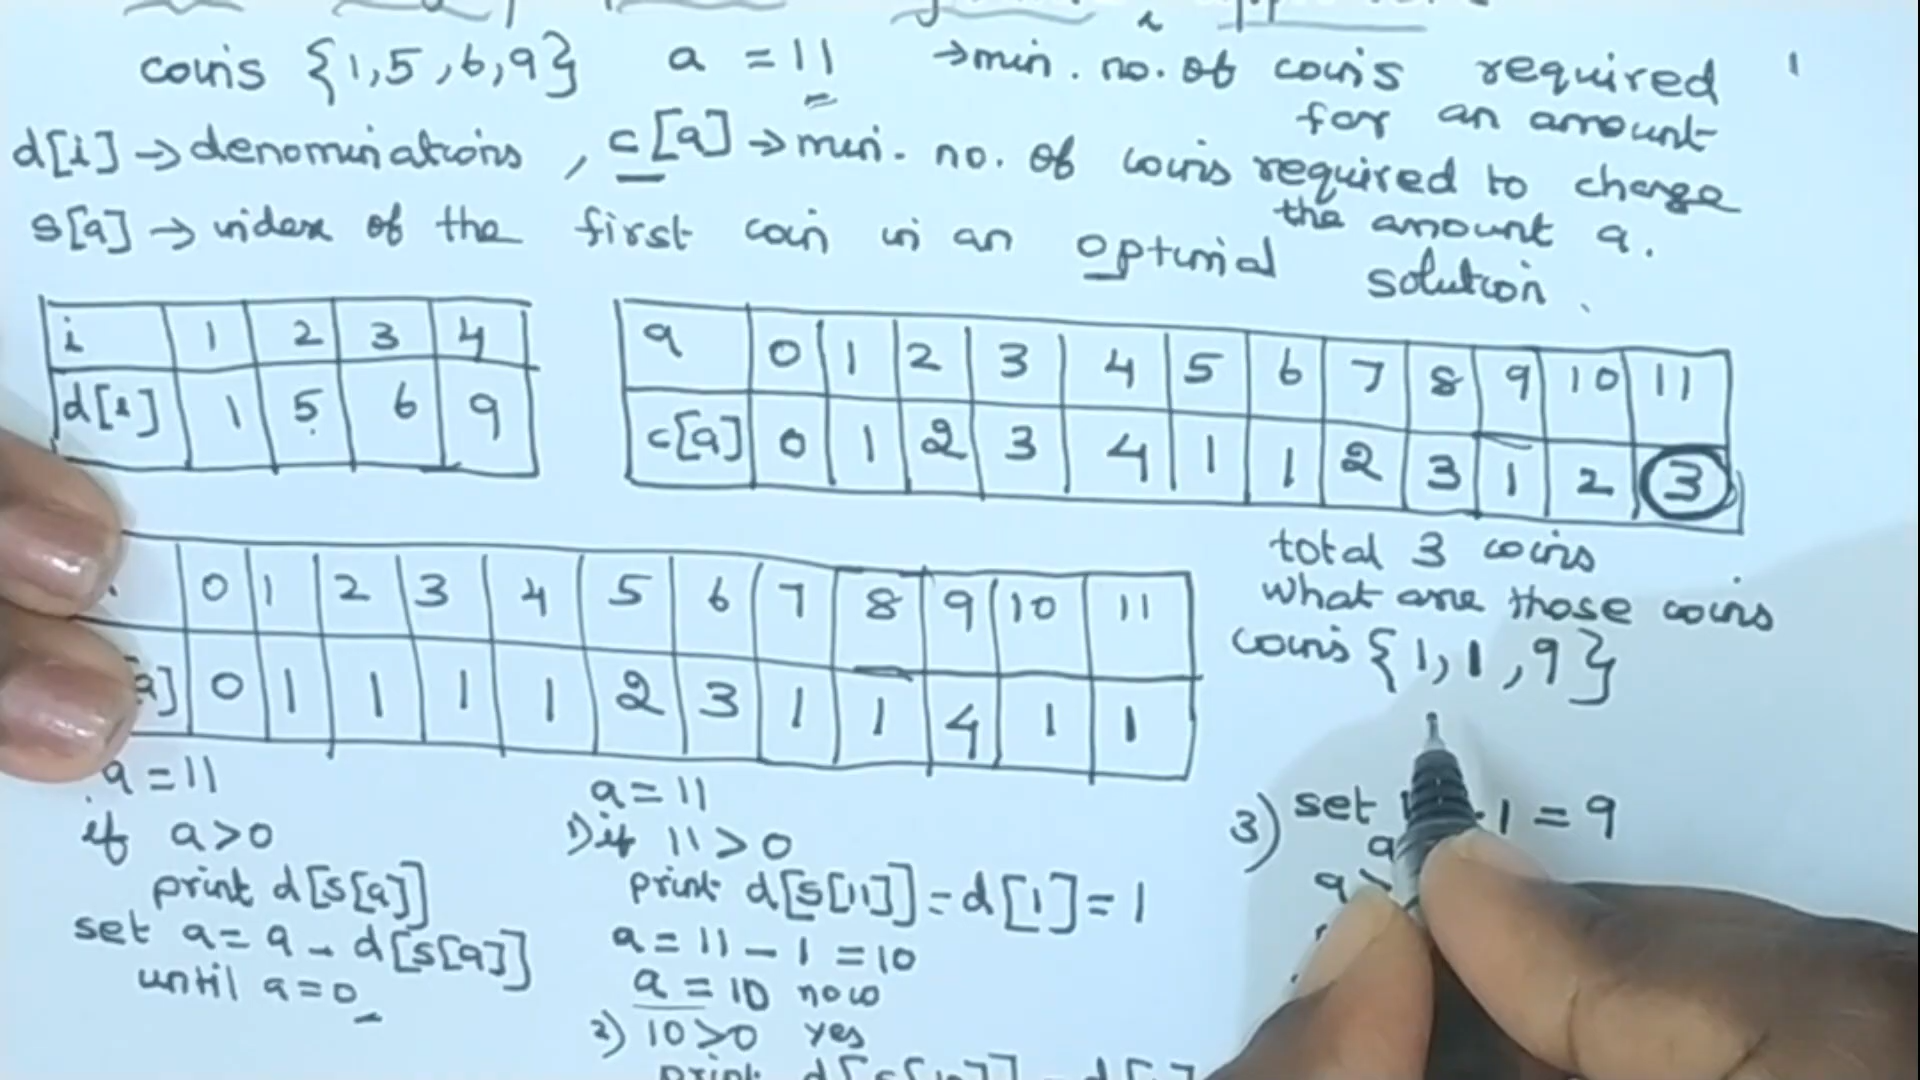 coins {1,5,6,9} a = 11 → min. no. of coins required
for an amount
d[i] → denominations, c[a] → min. no. of coins required to change
the amount a.
s[a] → index of the first coin in an optimal solution.
i 1 2 3 4
d[i] 1 5 6 9
a 0 1 2 3 4 5 6 7 8 9 10 11
c[a] 0 1 2 3 4 1 1 2 3 1 2 3
total 3 coins
what are those coins
coins {1,1,9}
0 1 2 3 4 5 6 7 8 9 10 11
a] 0 1 1 1 1 2 3 1 1 4 1 1
a = 11
if a>0
print d[s[a]]
set a = a - d[s[a]]
until a = 0
a = 11
1) if 11 > 0
print d[s[11]] = d[1] = 1
a = 11 - 1 = 10
a = 10 now
2) 10>0 yes
print d[s[10]] = d[1]
3) set 1 = 9
a
a>